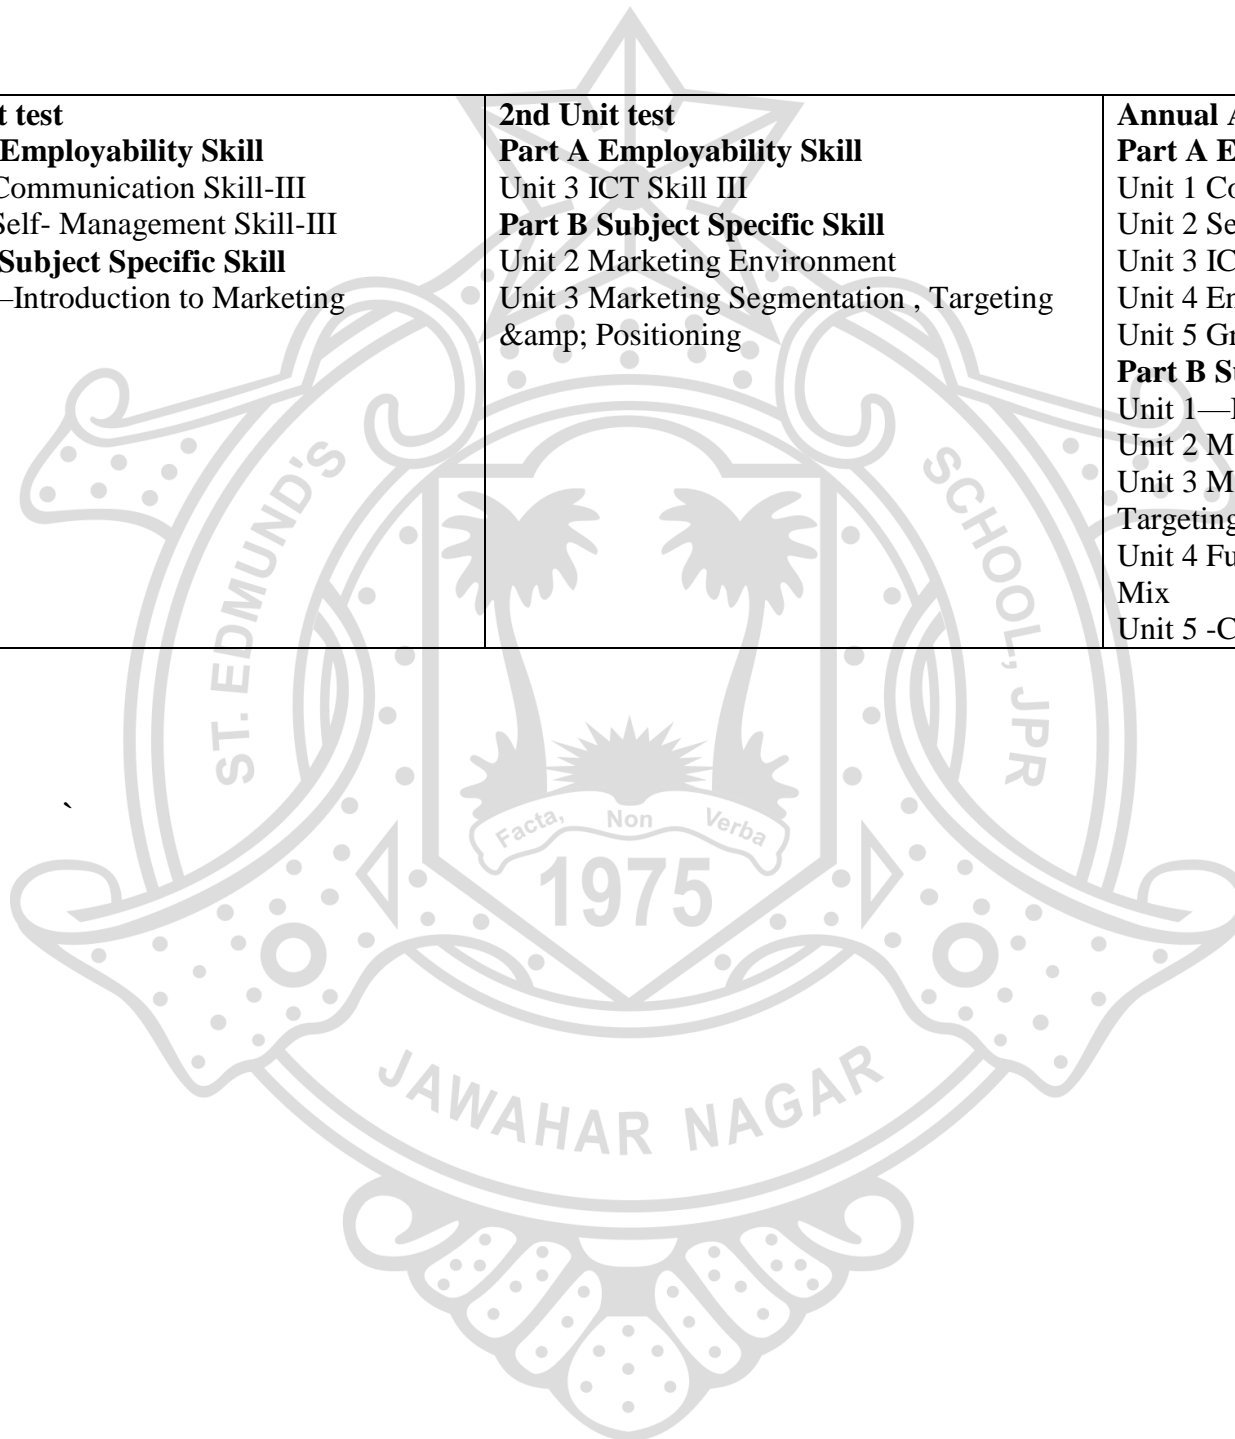 t test
Employability Skill
Communication Skill-III
Self- Management Skill-III
Subject Specific Skill
–Introduction to Marketing
2nd Unit test
Part A Employability Skill
Unit 3 ICT Skill III
Part B Subject Specific Skill
Unit 2 Marketing Environment
Unit 3 Marketing Segmentation , Targeting
&amp;amp; Positioning
Annual A
Part A E
Unit 1 Co
Unit 2 Se
Unit 3 IC
Unit 4 En
Unit 5 Gr
Part B Su
Unit 1—I
Unit 2 M
Unit 3 M
Targeting
Unit 4 Fu
Mix
Unit 5 -C
`
ST. EDMUND'S
SCHOOL, JPR
Facta, Non Verba
1975
JAWAHAR NAGAR